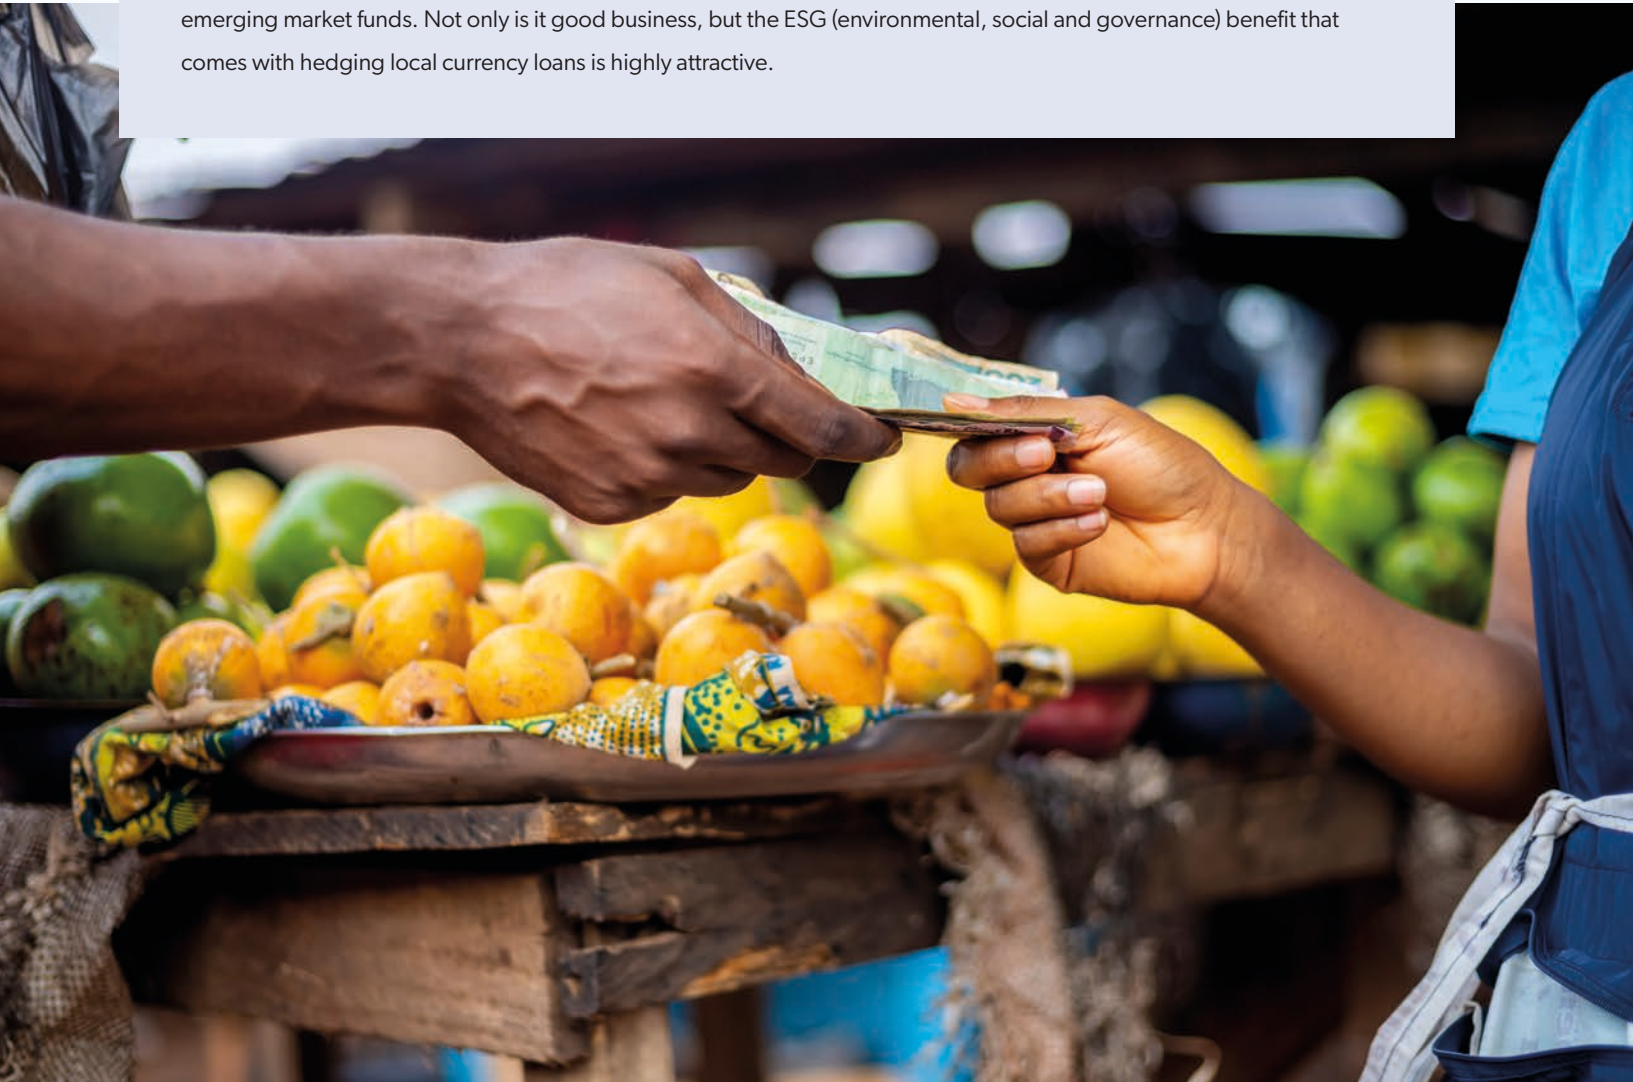 emerging market funds. Not only is it good business, but the ESG (environmental, social and governance) benefit that
comes with hedging local currency loans is highly attractive.